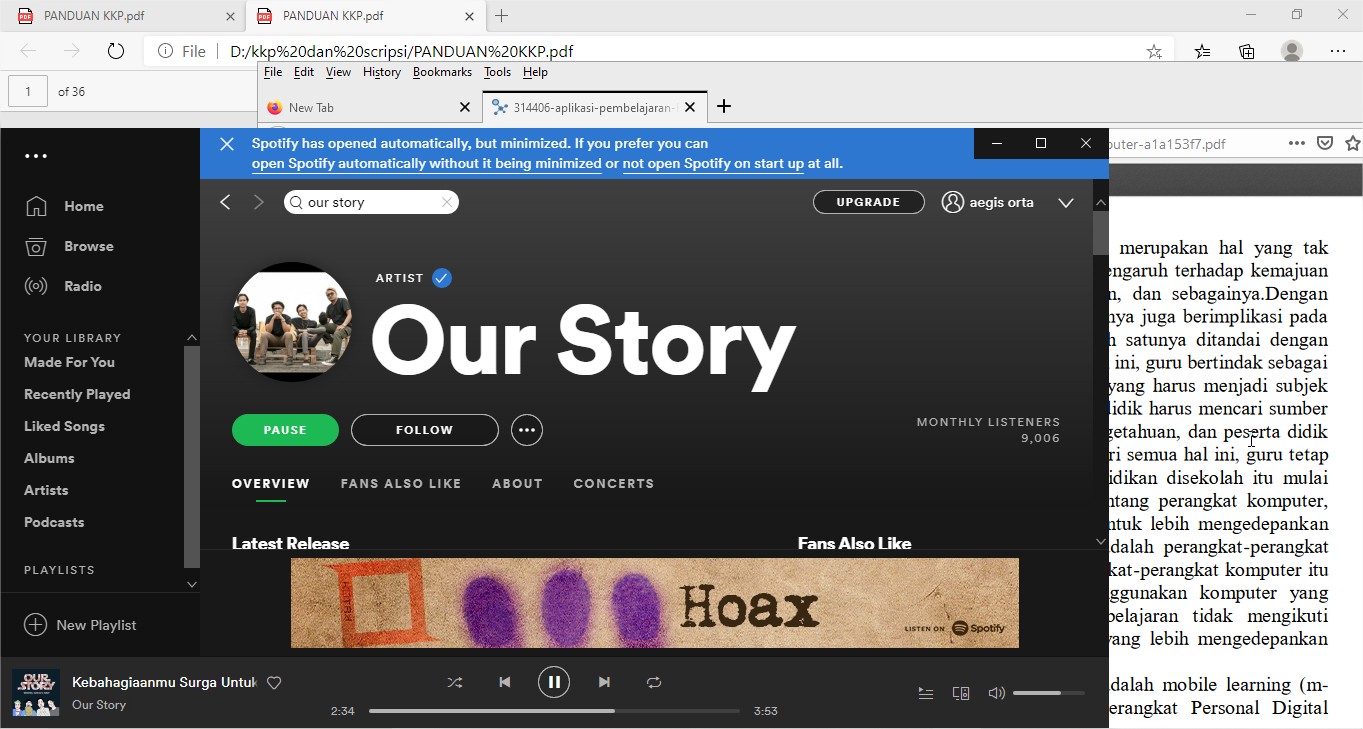 PANDUAN KKP.pdf
PANDUAN KKP.pdf
File
D:/kkp%20dan%20scripsi/PANDUAN%20KKP.pdf
1 of 36
File Edit View History Bookmarks Tools Help
New Tab
314406-aplikasi-pembelajaran-
Spotify has opened automatically, but minimized. If you prefer you can
open Spotify automatically without it being minimized or not open Spotify on start up at all.
puter-a1a153f7.pdf
our story
UPGRADE
aegis orta
Home
Browse
Radio
YOUR LIBRARY
Made For You
Recently Played
Liked Songs
Albums
Artists
Podcasts
PLAYLISTS
New Playlist
ARTIST
Our Story
PAUSE
FOLLOW
MONTHLY LISTENERS
9,006
OVERVIEW
FANS ALSO LIKE
ABOUT
CONCERTS
Latest Release
Fans Also Like
Hoax
LISTEN ON Spotify
OUR STORY
Kebahagiaanmu Surga Untuk
Our Story
2:34
3:53
merupakan hal yang tak
engaruh terhadap kemajuan
n, dan sebagainya.Dengan
nya juga berimplikasi pada
h satunya ditandai dengan
ini, guru bertindak sebagai
yang harus menjadi subjek
didik harus mencari sumber
getahuan, dan peserta didik
ri semua hal ini, guru tetap
didikan disekolah itu mulai
ntang perangkat komputer,
ntuk lebih mengedepankan
dalah perangkat-perangkat
kat-perangkat komputer itu
ggunakan komputer yang
belajaran tidak mengikuti
yang lebih mengedepankan
dalah mobile learning (m-
erangkat Personal Digital